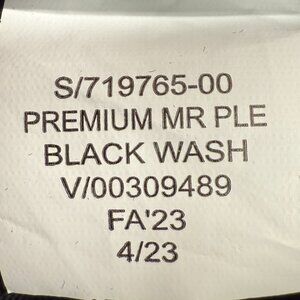 S/719765-00
PREMIUM MR PLE
BLACK WASH
V/00309489
FA'23
4/23